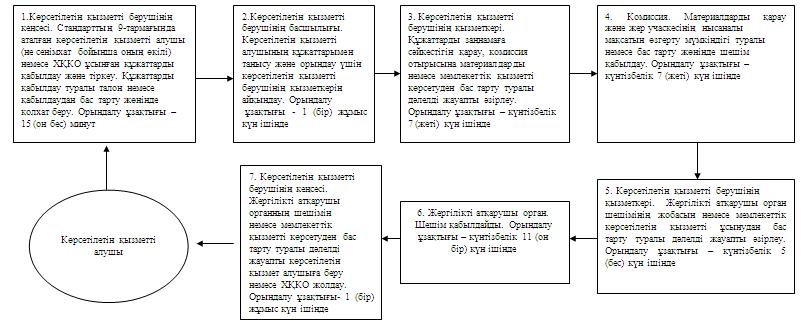 1.Көрсетілетін қызметті берушінің
кеңсесі. Стандарттың 9-тармағында
аталған көрсетілетін қызметті алушы
(не сенімхат бойынша оның өкілі)
немесе ХҚКО ұсынған құжаттарды
қабылдау және тіркеу. Құжаттарды
қабылдау туралы талон немесе
қабылдаудан бас тарту жөнінде
қолхат беру. Орындалу ұзақтығы –
15 (он бес) минут
2.Көрсетілетін қызметті
берушінің басшылығы.
Көрсетілетін қызметті
алушының құжаттарымен
танысу және орындау үшін
көрсетілетін қызметті
берушінің қызметкерін
айқындау. Орындалу
ұзақтығы - 1 (бір) жұмыс
күн ішінде
3. Көрсетілетін қызметті
берушінің қызметкері.
Құжаттарды заңнамаға
сәйкестігін қарау, комиссия
отырысына материалдарды
немесе мемлекеттік қызметті
көрсетуден бас тарту туралы
дәлелді жауапты әзірлеу.
Орындалу ұзақтығы – күнтізбелік
7 (жеті) күн ішінде
4. Комиссия. Материалдарды қарау
және жер учаскесінің нысаналы
мақсатын өзгерту мүмкіндігі туралы
немесе бас тарту жөнінде шешім
қабылдау. Орындалу ұзақтығы –
күнтізбелік 7 (жеті) күн ішінде
5. Көрсетілетін қызметті берушінің
қызметкері. Жергілікті атқарушы орган
шешімінің жобасын немесе мемлекеттік
көрсетілетін қызметті ұсынудан бас
тарту туралы дәлелді жауапты әзірлеу.
Орындалу ұзақтығы – күнтізбелік 5
(бес) күн ішінде
6. Жергілікті атқарушы орган.
Шешім қабылдайды. Орындалу
ұзақтығы – күнтізбелік 11 (он
бір) күн ішінде
7. Көрсетілетін қызметті
берушінің кеңсесі.
Жергілікті атқарушы
органның шешімін
немесе мемлекеттік
қызметті көрсетуден бас
тарту туралы дәлелді
жауапты көрсетілетін
қызмет алушыға беру
немесе ХҚКО жолдау.
Орындалу ұзақтығы- 1 (бір)
жұмыс күн ішінде
Көрсетілетін қызметті
алушы